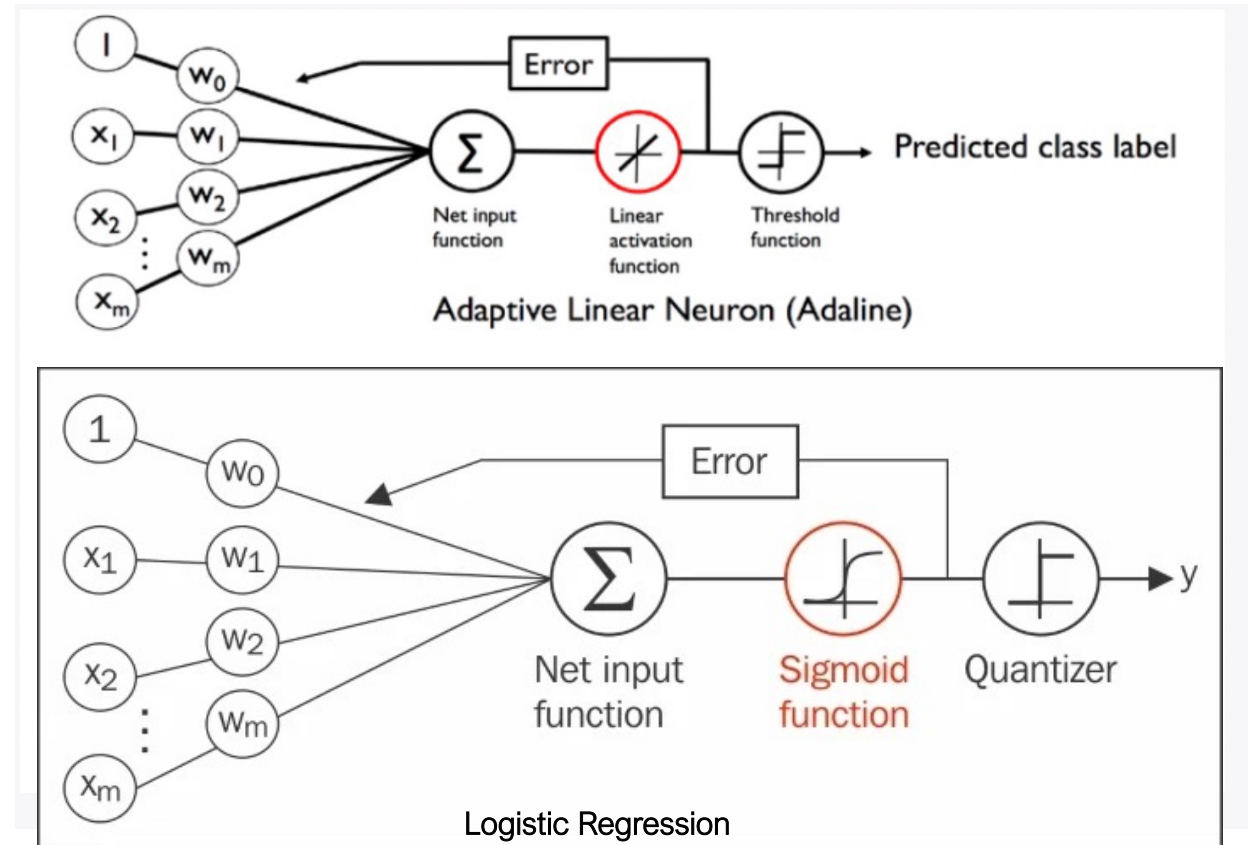 1
w0
Error
x1
w1
Σ
Predicted class label
x2
w2
Net input
function
Linear
activation
function
Threshold
function
wm
xm
Adaptive Linear Neuron (Adaline)
1
w0
Error
x1
w1
Σ
y
x2
w2
Net input
function
Sigmoid
function
Quantizer
wm
xm
Logistic Regression